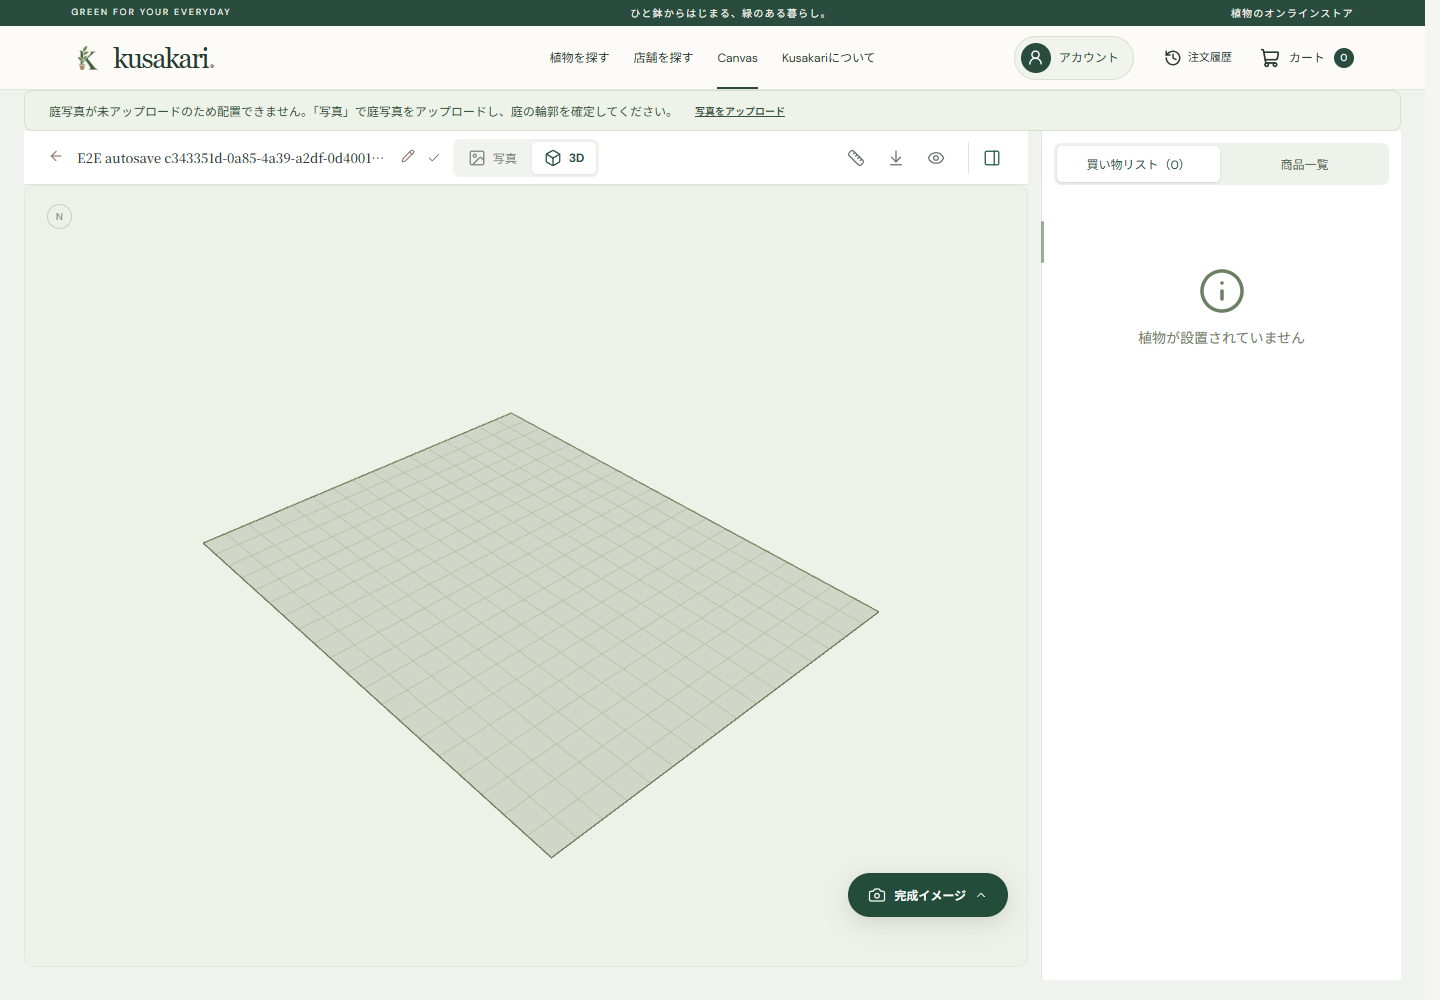 GREEN FOR YOUR EVERYDAY
ひと鉢からはじまる、緑のある暮らし。
植物のオンラインストア
kusakari.
植物を探す
店舗を探す
Canvas
Kusakariについて
アカウント
注文履歴
カート
0
庭写真が未アップロードのため配置できません。「写真」で庭写真をアップロードし、庭の輪郭を確定してください。
写真をアップロード
E2E autosave c343351d-0a85-4a39-a2df-0d4001…
写真
3D
買い物リスト（0）
商品一覧
N
植物が設置されていません
完成イメージ